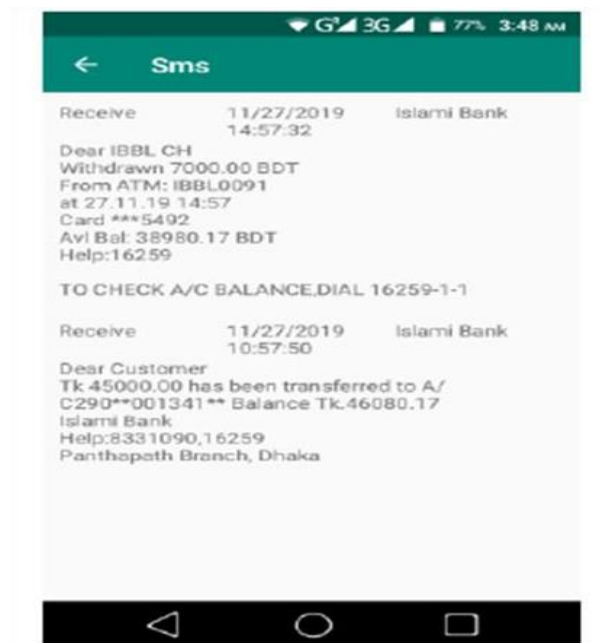 G 3G 77% 3:48 AM
Sms
Receive 11/27/2019 Islami Bank
14:57:32
Dear IBBL CH
Withdrawn 7000.00 BDT
From ATM: IBBL0091
at 27.11.19 14:57
Card ***5492
Avl Bal: 38980.17 BDT
Help:16259
TO CHECK A/C BALANCE,DIAL 16259-1-1
Receive 11/27/2019 Islami Bank
10:57:50
Dear Customer
Tk 45000.00 has been transferred to A/
C290**001341** Balance Tk.46080.17
Islami Bank
Help:8331090,16259
Panthapath Branch, Dhaka